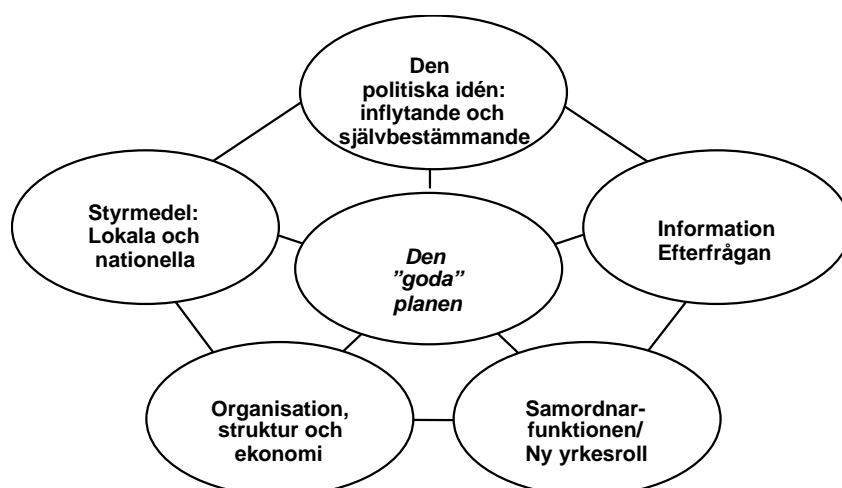 Den
politiska idén:
inflytande och
självbestämmande
Styrmedel:
Lokala och
nationella
Information
Efterfrågan
Den
”goda”
planen
Organisation,
struktur och
ekonomi
Samordnar-
funktionen/
Ny yrkesroll